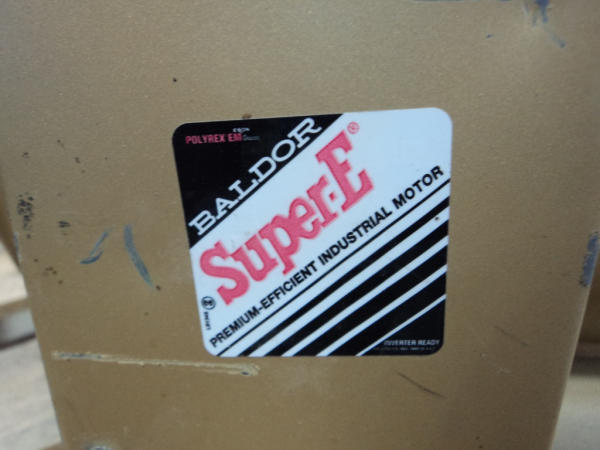 POLYREX EM
BALDOR
Super-E®
PREMIUM-EFFICIENT INDUSTRIAL MOTOR
INVERTER READY